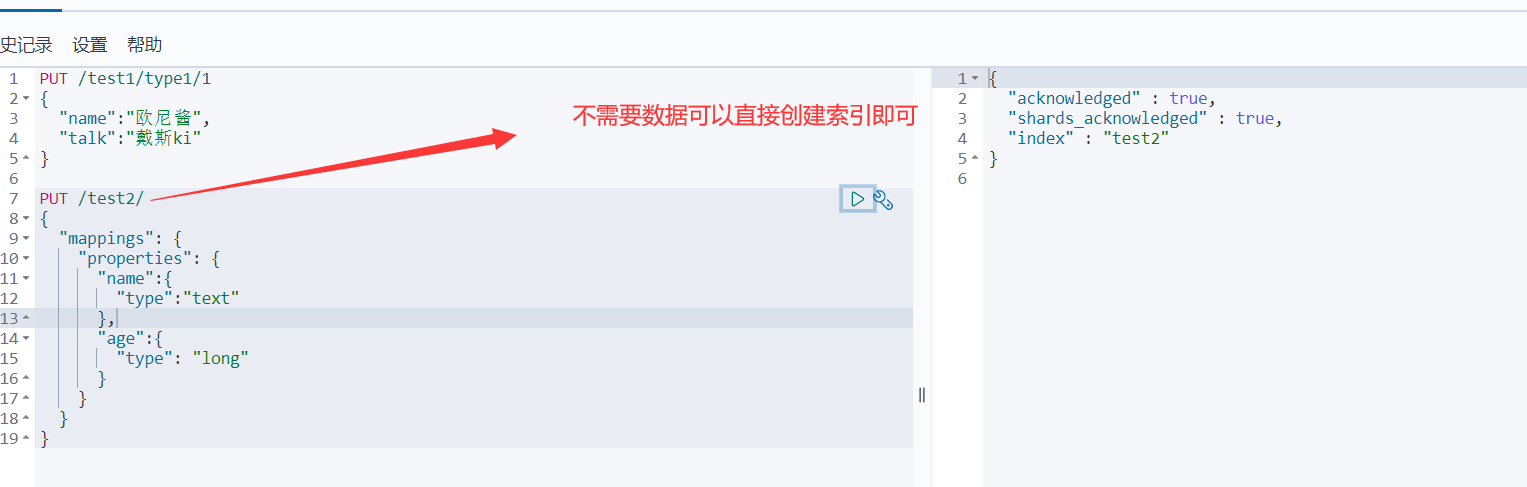 史记录 设置 帮助
1 PUT /test1/type1/1
2 {
3 "name":"欧尼酱",
4 "talk":"戴斯ki"
5 }
6
7 PUT /test2/
8 {
9 "mappings": {
10 "properties": {
11 "name":{
12 "type":"text"
13 },
14 "age":{
15 "type": "long"
16 }
17 }
18 }
19 }
不需要数据可以直接创建索引即可
1 {
2 "acknowledged" : true,
3 "shards_acknowledged" : true,
4 "index" : "test2"
5 }
6